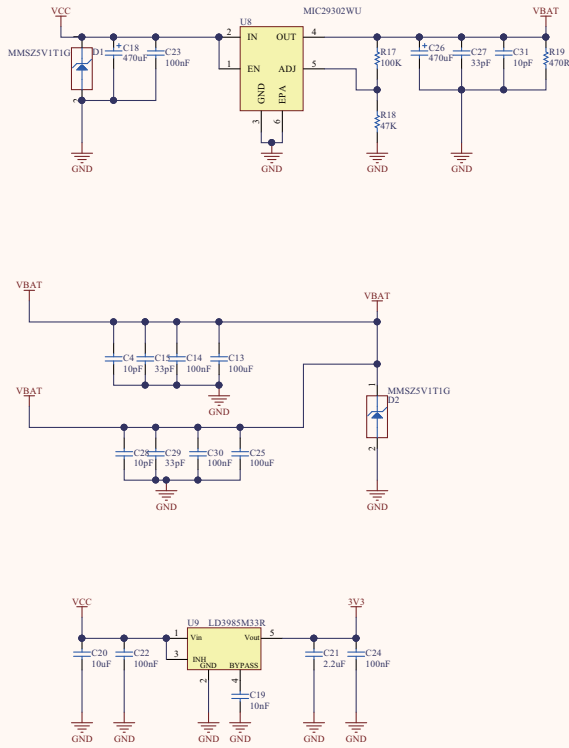 VCC
U8
MIC29302WU
VBAT
MMSZ5V1T1G
D1
+
C18
470uF
C23
100nF
2
IN
OUT
4
1
EN
ADJ
5
GND
EPA
3
6
R17
100K
R18
47K
+
C26
470uF
C27
33pF
C31
10pF
R19
470R
2
GND
GND
GND
GND
VBAT
VBAT
C4
10pF
C15
33pF
C14
100nF
C13
100uF
GND
VBAT
1
MMSZ5V1T1G
D2
2
C28
10pF
C29
33pF
C30
100nF
C25
100uF
GND
GND
VCC
U9
LD3985M33R
3V3
1
Vin
Vout
5
3
INH
GND
BYPASS
2
4
C20
10uF
C22
100nF
C19
10nF
C21
2.2uF
C24
100nF
GND
GND
GND
GND
GND
GND